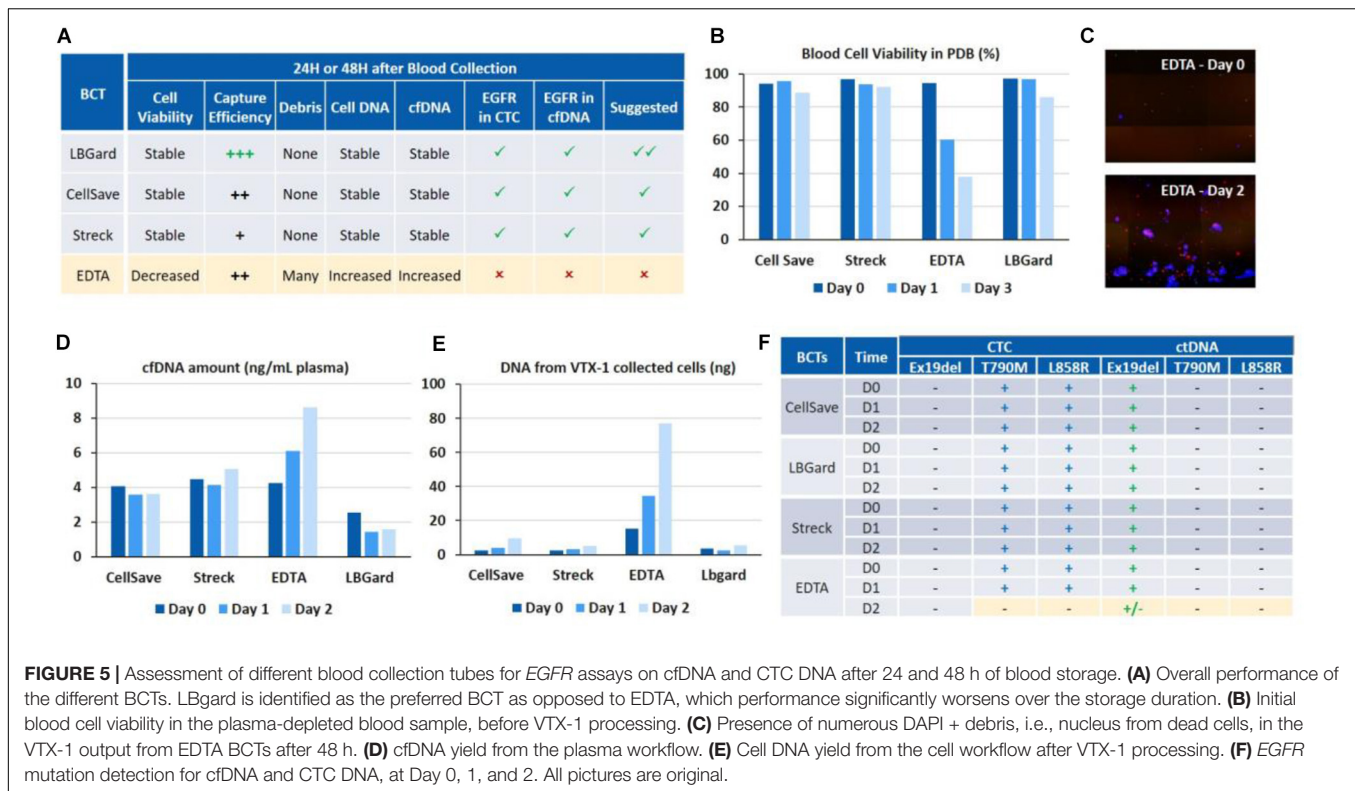 A
BCT
24H or 48H after Blood Collection
Cell Viability Capture Efficiency Debris Cell DNA cfDNA EGFR in CTC EGFR in cfDNA Suggested
LBGard Stable +++ None Stable Stable ✓ ✓ ✓✓
CellSave Stable ++ None Stable Stable ✓ ✓ ✓
Streck Stable + None Stable Stable ✓ ✓ ✓
EDTA Decreased ++ Many Increased Increased × × ×
B
Blood Cell Viability in PDB (%)
100
80
60
40
20
0
Cell Save Streck EDTA LBGard
Day 0 Day 1 Day 3
C
EDTA - Day 0
EDTA - Day 2
D
cfDNA amount (ng/mL plasma)
10
8
6
4
2
0
CellSave Streck EDTA LBGard
Day 0 Day 1 Day 2
E
DNA from VTX-1 collected cells (ng)
100
80
60
40
20
0
CellSave Streck EDTA Lbgard
Day 0 Day 1 Day 2
F
BCTs Time CTC ctDNA
Ex19del T790M L858R Ex19del T790M L858R
CellSave D0 - + + + - -
D1 - + + + - -
D2 - + + + - -
LBGard D0 - + + + - -
D1 - + + + - -
D2 - + + + - -
Streck D0 - + + + - -
D1 - + + + - -
D2 - + + + - -
EDTA D0 - + + + - -
D1 - + + + - -
D2 - - - +/- - -
FIGURE 5 | Assessment of different blood collection tubes for EGFR assays on cfDNA and CTC DNA after 24 and 48 h of blood storage. (A) Overall performance of
the different BCTs. LBgard is identified as the preferred BCT as opposed to EDTA, which performance significantly worsens over the storage duration. (B) Initial
blood cell viability in the plasma-depleted blood sample, before VTX-1 processing. (C) Presence of numerous DAPI + debris, i.e., nucleus from dead cells, in the
VTX-1 output from EDTA BCTs after 48 h. (D) cfDNA yield from the plasma workflow. (E) Cell DNA yield from the cell workflow after VTX-1 processing. (F) EGFR
mutation detection for cfDNA and CTC DNA, at Day 0, 1, and 2. All pictures are original.